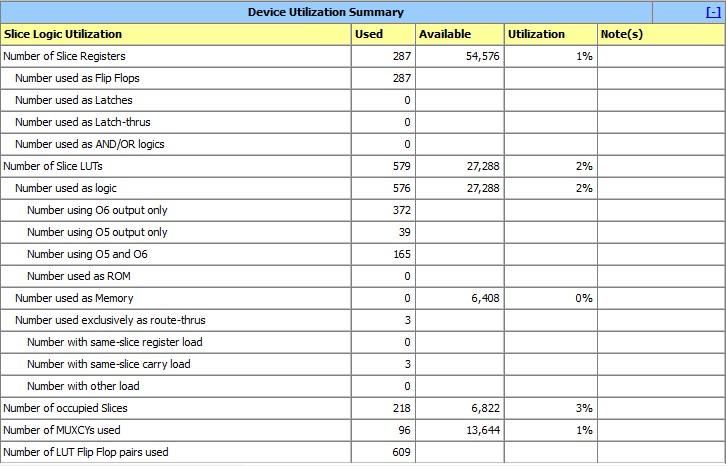 Device Utilization Summary [-]
Slice Logic Utilization Used Available Utilization Note(s)
Number of Slice Registers 287 54,576 1%
Number used as Flip Flops 287
Number used as Latches 0
Number used as Latch-thrus 0
Number used as AND/OR logics 0
Number of Slice LUTs 579 27,288 2%
Number used as logic 576 27,288 2%
Number using O6 output only 372
Number using O5 output only 39
Number using O5 and O6 165
Number used as ROM 0
Number used as Memory 0 6,408 0%
Number used exclusively as route-thrus 3
Number with same-slice register load 0
Number with same-slice carry load 3
Number with other load 0
Number of occupied Slices 218 6,822 3%
Number of MUXCYs used 96 13,644 1%
Number of LUT Flip Flop pairs used 609